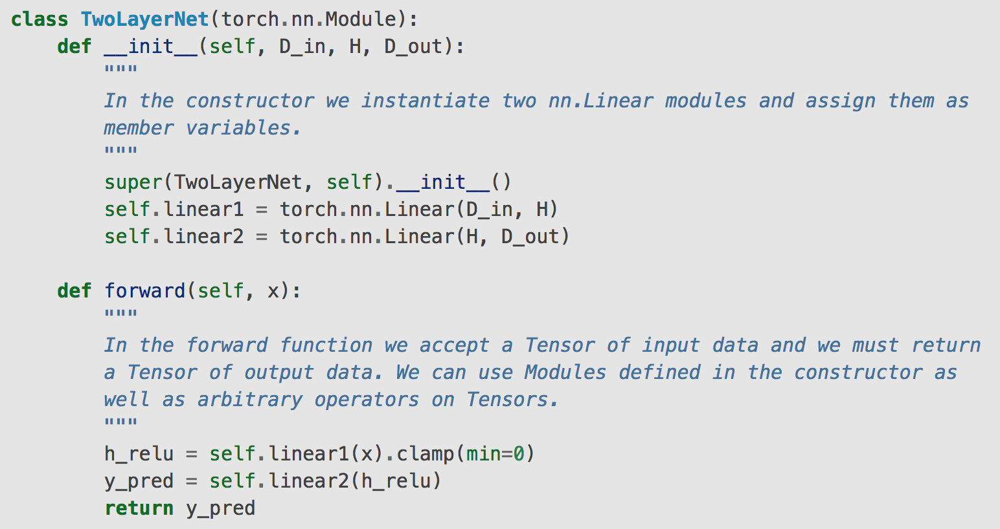 class TwoLayerNet(torch.nn.Module):
    def __init__(self, D_in, H, D_out):
        """
        In the constructor we instantiate two nn.Linear modules and assign them as
        member variables.
        """
        super(TwoLayerNet, self).__init__()
        self.linear1 = torch.nn.Linear(D_in, H)
        self.linear2 = torch.nn.Linear(H, D_out)

    def forward(self, x):
        """
        In the forward function we accept a Tensor of input data and we must return
        a Tensor of output data. We can use Modules defined in the constructor as
        well as arbitrary operators on Tensors.
        """
        h_relu = self.linear1(x).clamp(min=0)
        y_pred = self.linear2(h_relu)
        return y_pred